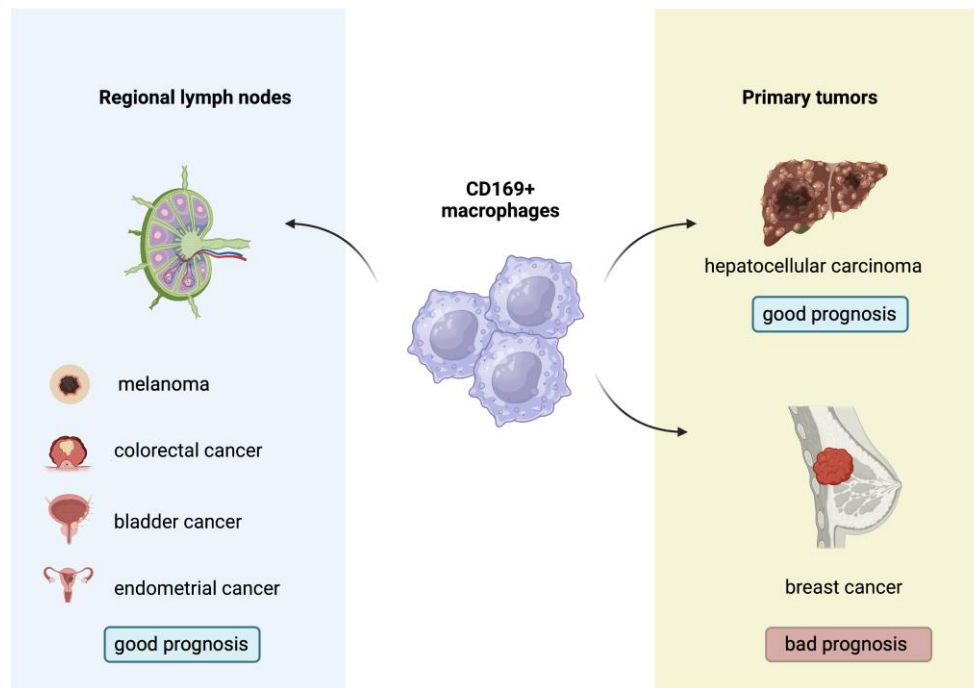 Regional lymph nodes
melanoma
colorectal cancer
bladder cancer
endometrial cancer
good prognosis
CD169+
macrophages
Primary tumors
hepatocellular carcinoma
good prognosis
breast cancer
bad prognosis